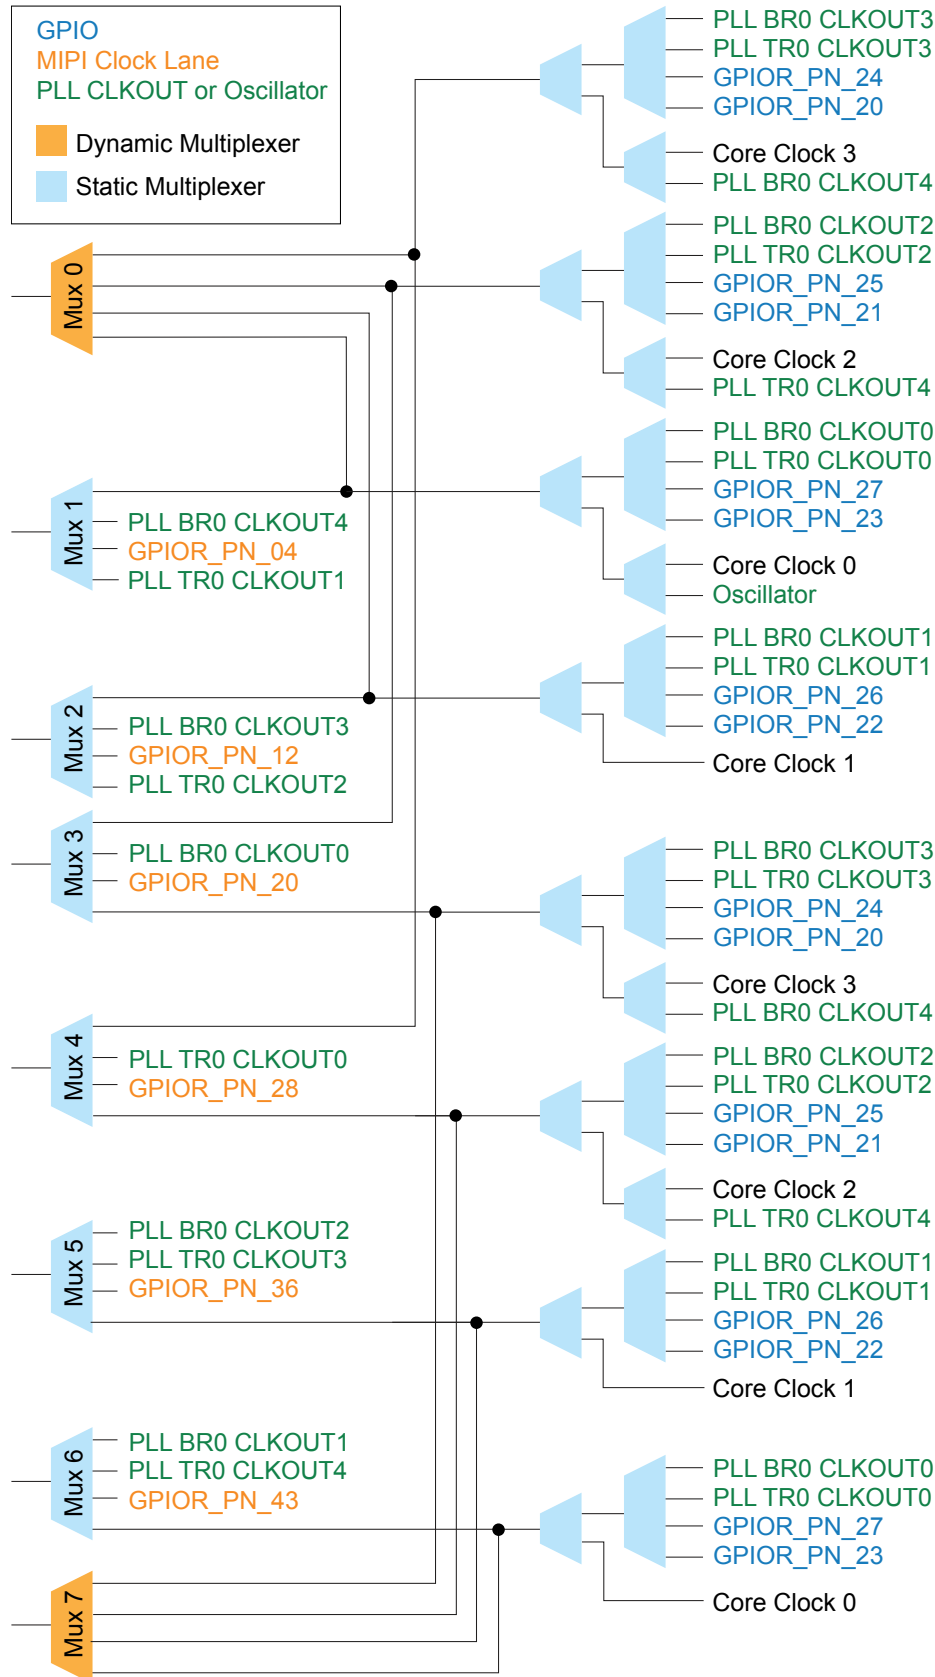 GPIO
MIPI Clock Lane
PLL CLKOUT or Oscillator
Dynamic Multiplexer
Static Multiplexer
PLL BR0 CLKOUT3
PLL TR0 CLKOUT3
GPIOR_PN_24
GPIOR_PN_20
Core Clock 3
PLL BR0 CLKOUT4
PLL BR0 CLKOUT2
PLL TR0 CLKOUT2
GPIOR_PN_25
GPIOR_PN_21
Core Clock 2
PLL TR0 CLKOUT4
Mux 0
PLL BR0 CLKOUT0
PLL TR0 CLKOUT0
GPIOR_PN_27
GPIOR_PN_23
Core Clock 0
Oscillator
Mux 1
PLL BR0 CLKOUT4
GPIOR_PN_04
PLL TR0 CLKOUT1
PLL BR0 CLKOUT1
PLL TR0 CLKOUT1
GPIOR_PN_26
GPIOR_PN_22
Core Clock 1
Mux 2
PLL BR0 CLKOUT3
GPIOR_PN_12
PLL TR0 CLKOUT2
Mux 3
PLL BR0 CLKOUT0
GPIOR_PN_20
PLL BR0 CLKOUT3
PLL TR0 CLKOUT3
GPIOR_PN_24
GPIOR_PN_20
Core Clock 3
PLL BR0 CLKOUT4
Mux 4
PLL TR0 CLKOUT0
GPIOR_PN_28
PLL BR0 CLKOUT2
PLL TR0 CLKOUT2
GPIOR_PN_25
GPIOR_PN_21
Core Clock 2
PLL TR0 CLKOUT4
Mux 5
PLL BR0 CLKOUT2
PLL TR0 CLKOUT3
GPIOR_PN_36
PLL BR0 CLKOUT1
PLL TR0 CLKOUT1
GPIOR_PN_26
GPIOR_PN_22
Core Clock 1
Mux 6
PLL BR0 CLKOUT1
PLL TR0 CLKOUT4
GPIOR_PN_43
PLL BR0 CLKOUT0
PLL TR0 CLKOUT0
GPIOR_PN_27
GPIOR_PN_23
Core Clock 0
Mux 7